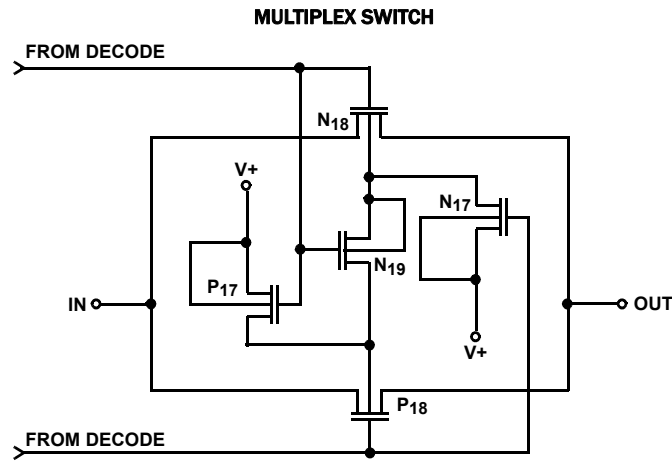 MULTIPLEX SWITCH
FROM DECODE
N18
V+
N17
P17
N19
IN
OUT
V+
P18
FROM DECODE